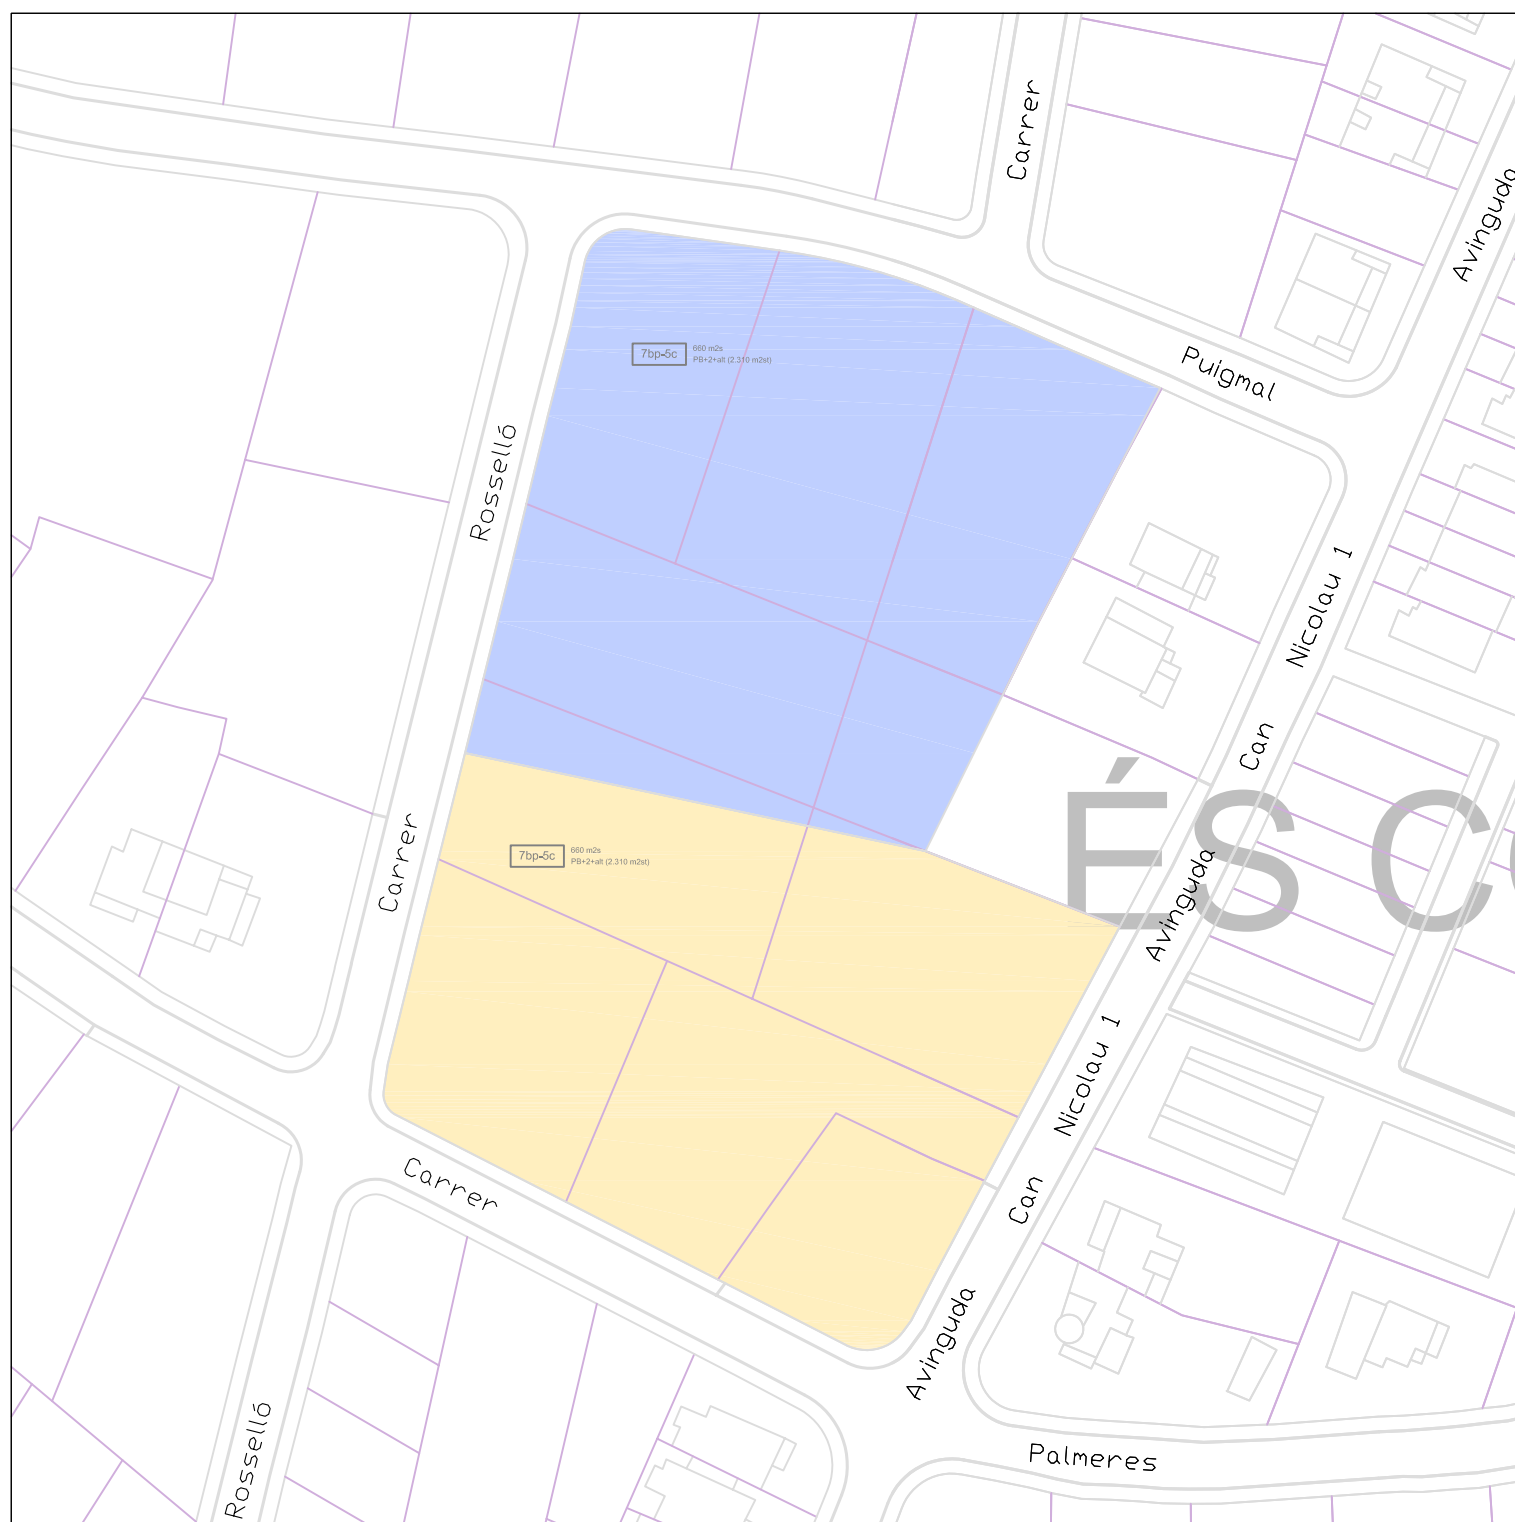 Carrer
Avinguda
Puigmal
7bp-5c
660 m2s
PB+2+alt (2.310 m2st)
Rosselló
Nicolau 1
Can
ÉS C
Carrer
7bp-5c
660 m2s
PB+2+alt (2.310 m2st)
Avinguda
Nicolau 1
Carrer
Can
Avinguda
Rosselló
Palmeres